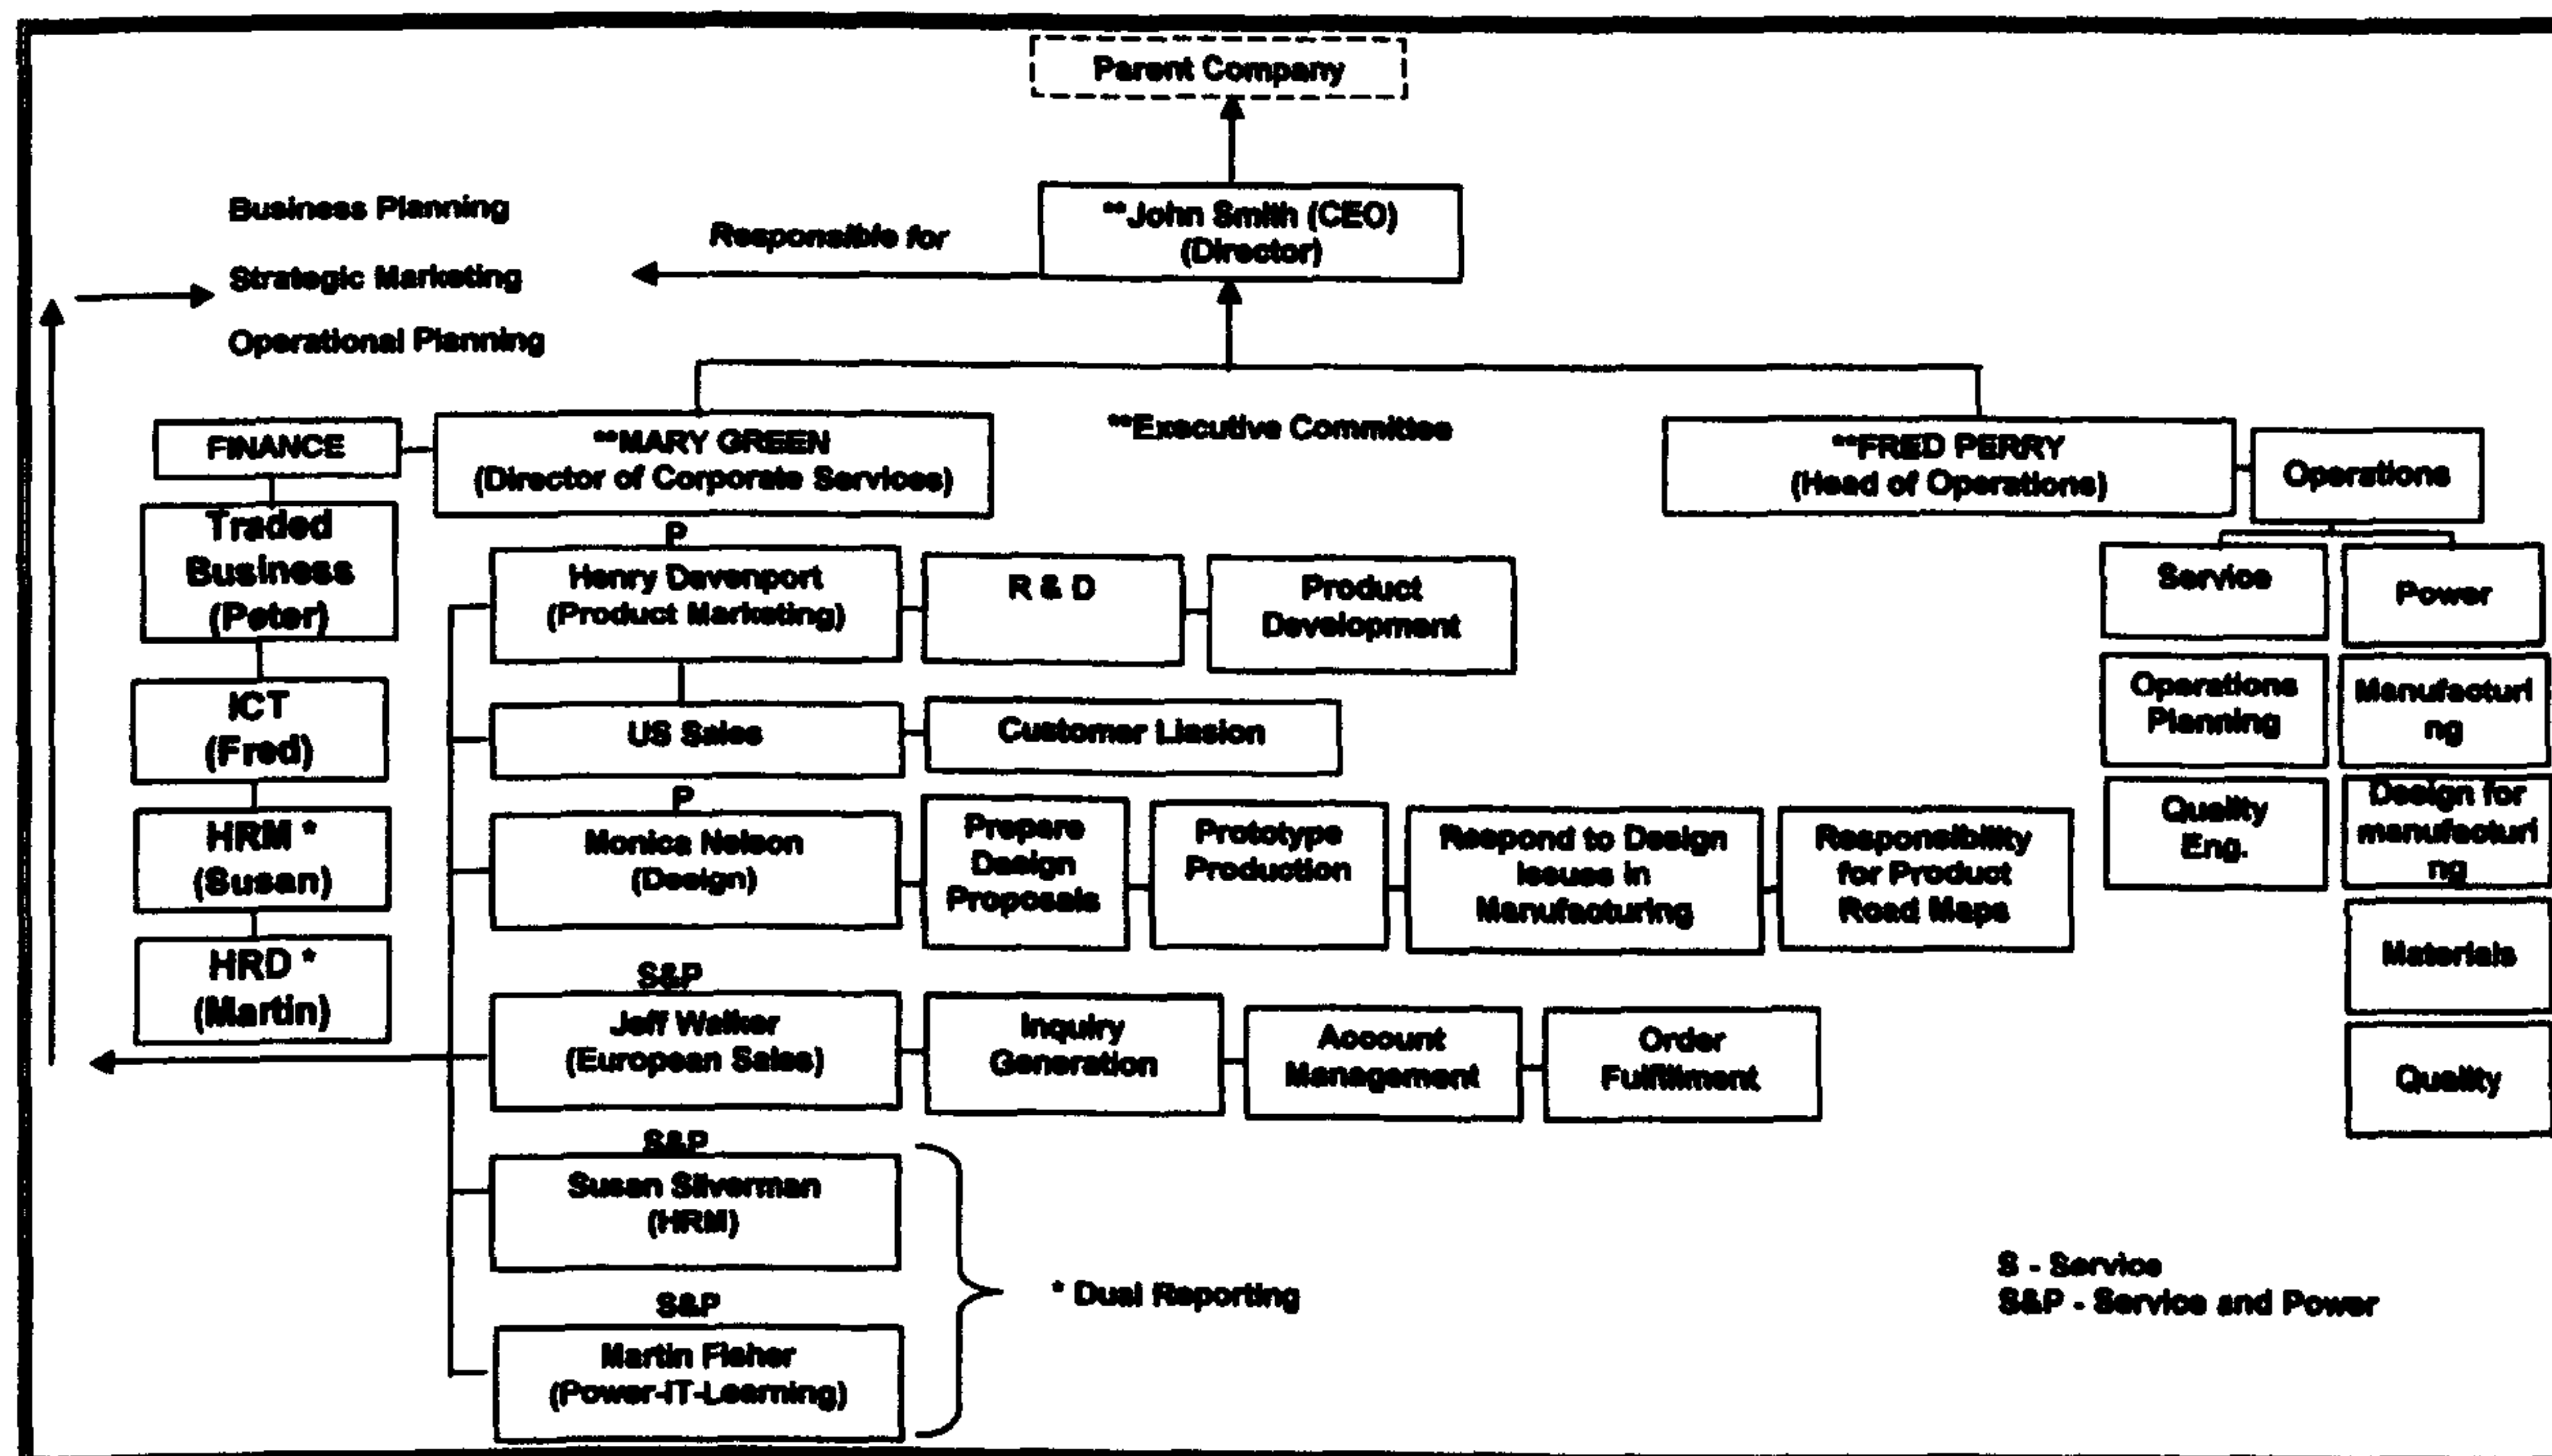 Parent Company
**John Smith (CEO)
(Director)
Responsible for
Business Planning
Strategic Marketing
Operational Planning
FINANCE
**MARY GREEN
(Director of Corporate Services)
**Executive Committee
**FRED PERRY
(Head of Operations)
Operations
Traded
Business
(Peter)
ICT
(Fred)
HRM *
(Susan)
HRD *
(Martin)
P
Henry Davenport
(Product Marketing)
R & D
Product
Development
US Sales
Customer Liasion
P
Monica Nelson
(Design)
Prepare
Design
Proposals
Prototype
Production
Respond to Design
Issues in
Manufacturing
Responsibility
for Product
Road Maps
S&P
Jeff Walker
(European Sales)
Inquiry
Generation
Account
Management
Order
Fulfillment
S&P
Susan Silverman
(HRM)
S&P
Martin Fisher
(Power-IT-Learning)
* Dual Reporting
Service
Operations
Planning
Quality
Eng.
Power
Manufacturi
ng
Design for
manufacturi
ng
Materials
Quality
S - Service
S&P - Service and Power